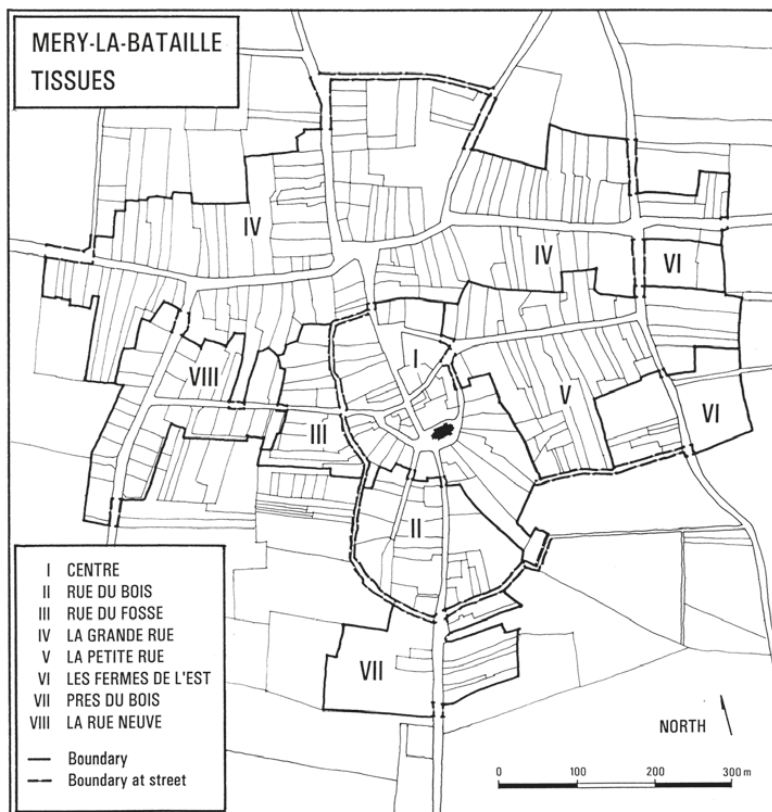 MERY-LA-BATAILLE
TISSUES
IV
IV
VI
I
VIII
V
VI
III
II
VII
I CENTRE
II RUE DU BOIS
III RUE DU FOSSE
IV LA GRANDE RUE
V LA PETITE RUE
VI LES FERMES DE L'EST
VII PRES DU BOIS
VIII LA RUE NEUVE
Boundary
Boundary at street
NORTH
0 100 200 300 m